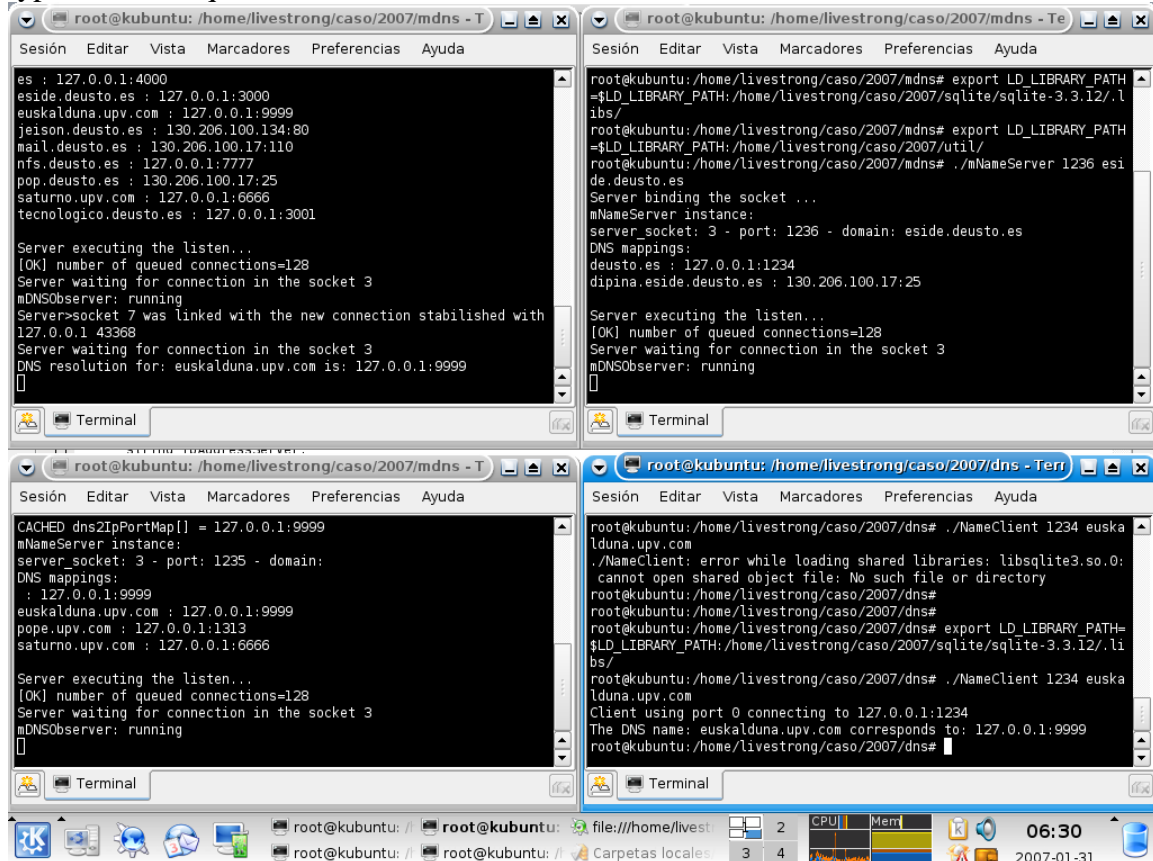 root@kubuntu: /home/livestrong/caso/2007/mdns - T
Sesión Editar Vista Marcadores Preferencias Ayuda
es : 127.0.0.1:4000
eside.deusto.es : 127.0.0.1:3000
euskalduna.upv.com : 127.0.0.1:9999
jeison.deusto.es : 130.206.100.134:80
mail.deusto.es : 130.206.100.17:110
nfs.deusto.es : 127.0.0.1:7777
pop.deusto.es : 130.206.100.17:25
saturno.upv.com : 127.0.0.1:6666
tecnologico.deusto.es : 127.0.0.1:3001
Server executing the listen...
[OK] number of queued connections=128
Server waiting for connection in the socket 3
mDNSObserver: running
Server>socket 7 was linked with the new connection stabilished with
127.0.0.1 43368
Server waiting for connection in the socket 3
DNS resolution for: euskalduna.upv.com is: 127.0.0.1:9999
Terminal
root@kubuntu: /home/livestrong/caso/2007/mdns - Te
Sesión Editar Vista Marcadores Preferencias Ayuda
root@kubuntu:/home/livestrong/caso/2007/mdns# export LD_LIBRARY_PATH
=$LD_LIBRARY_PATH:/home/livestrong/caso/2007/sqlite/sqlite-3.3.12/.l
ibs/
root@kubuntu:/home/livestrong/caso/2007/mdns# export LD_LIBRARY_PATH
=$LD_LIBRARY_PATH:/home/livestrong/caso/2007/util/
root@kubuntu:/home/livestrong/caso/2007/mdns# ./mNameServer 1236 esi
de.deusto.es
Server binding the socket ...
mNameServer instance:
server_socket: 3 - port: 1236 - domain: eside.deusto.es
DNS mappings:
deusto.es : 127.0.0.1:1234
dipina.eside.deusto.es : 130.206.100.17:25
Server executing the listen...
[OK] number of queued connections=128
Server waiting for connection in the socket 3
mDNSObserver: running
Terminal
root@kubuntu: /home/livestrong/caso/2007/mdns - T
Sesión Editar Vista Marcadores Preferencias Ayuda
CACHED dns2IpPortMap[] = 127.0.0.1:9999
mNameServer instance:
server_socket: 3 - port: 1235 - domain:
DNS mappings:
: 127.0.0.1:9999
euskalduna.upv.com : 127.0.0.1:9999
pope.upv.com : 127.0.0.1:1313
saturno.upv.com : 127.0.0.1:6666
Server executing the listen...
[OK] number of queued connections=128
Server waiting for connection in the socket 3
mDNSObserver: running
Terminal
root@kubuntu: /home/livestrong/caso/2007/dns - Terr
Sesión Editar Vista Marcadores Preferencias Ayuda
root@kubuntu:/home/livestrong/caso/2007/dns# ./NameClient 1234 euska
lduna.upv.com
./NameClient: error while loading shared libraries: libsqlite3.so.0:
cannot open shared object file: No such file or directory
root@kubuntu:/home/livestrong/caso/2007/dns#
root@kubuntu:/home/livestrong/caso/2007/dns#
root@kubuntu:/home/livestrong/caso/2007/dns# export LD_LIBRARY_PATH=
$LD_LIBRARY_PATH:/home/livestrong/caso/2007/sqlite/sqlite-3.3.12/.li
bs/
root@kubuntu:/home/livestrong/caso/2007/dns# ./NameClient 1234 euska
lduna.upv.com
Client using port 0 connecting to 127.0.0.1:1234
The DNS name: euskalduna.upv.com corresponds to: 127.0.0.1:9999
root@kubuntu:/home/livestrong/caso/2007/dns#
Terminal
root@kubuntu: / root@kubuntu: file:///home/livest 2 CPU Mem 06:30
root@kubuntu: / root@kubuntu: / Carpetas locales 3 4 2007-01-31